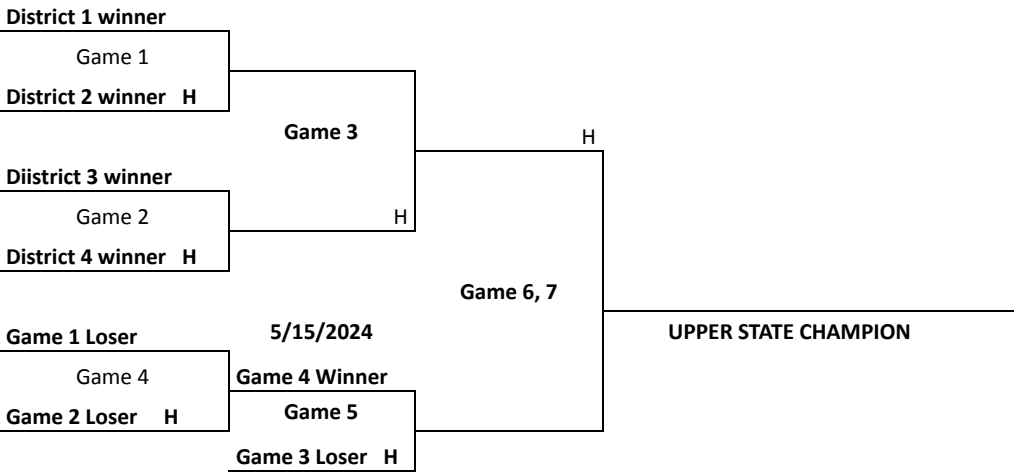 District 1 winner
Game 1
District 2 winner H
Game 3
H
Diistrict 3 winner
Game 2
H
District 4 winner H
Game 6, 7
Game 1 Loser
5/15/2024
UPPER STATE CHAMPION
Game 4
Game 4 Winner
Game 2 Loser H
Game 5
Game 3 Loser H